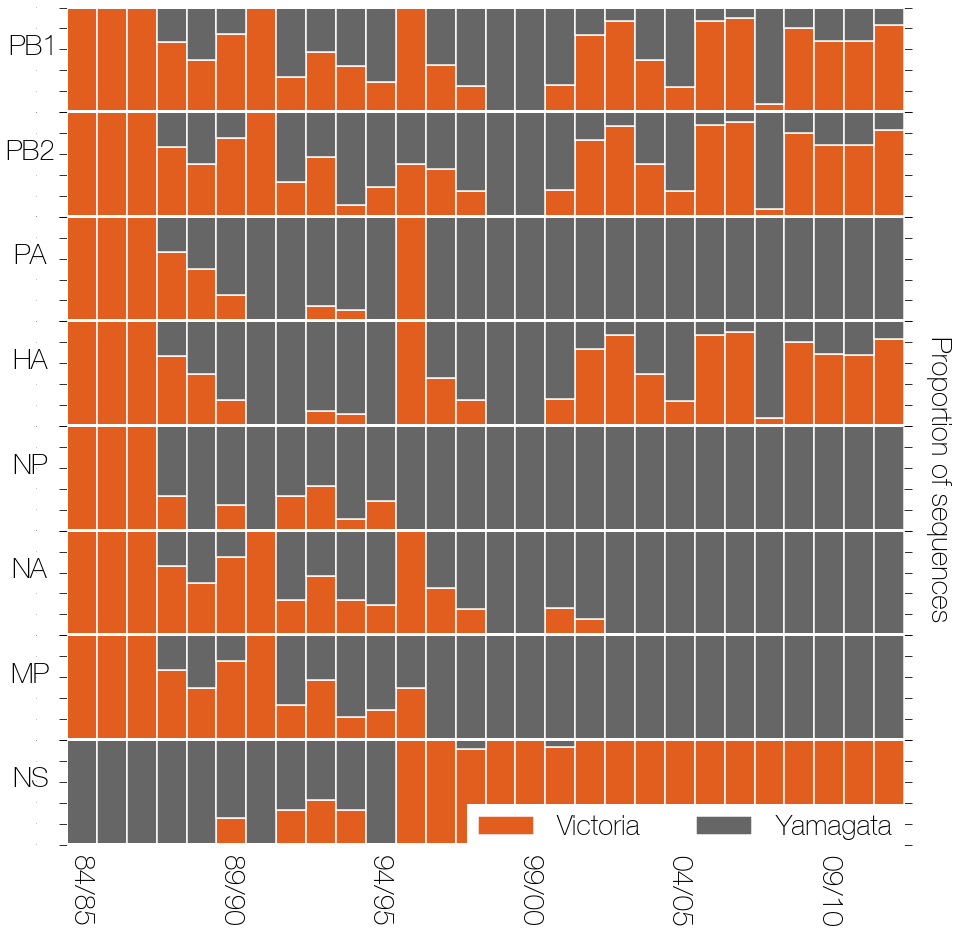 PB1
PB2
PA
HA
NP
NA
MP
NS
Proportion of sequences
Victoria
Yamagata
84/85
89/90
94/95
99/00
04/05
09/10